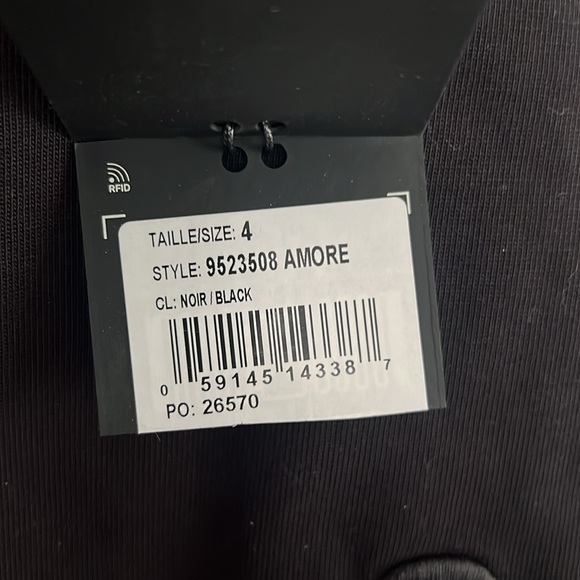 RFID
TAILLE/SIZE: 4
STYLE: 9523508 AMORE
CL: NOIR / BLACK
0 59145 14338 7
PO: 26570